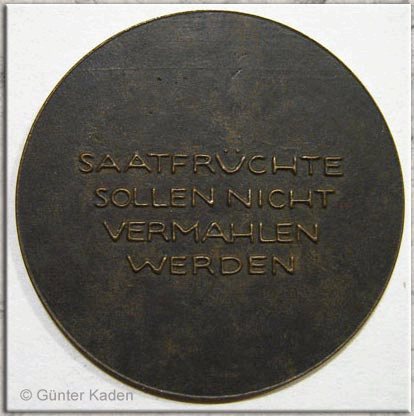 SAATFRÜCHTE
SOLLEN NICHT
VERMAHLEN
WERDEN
© Günter Kaden